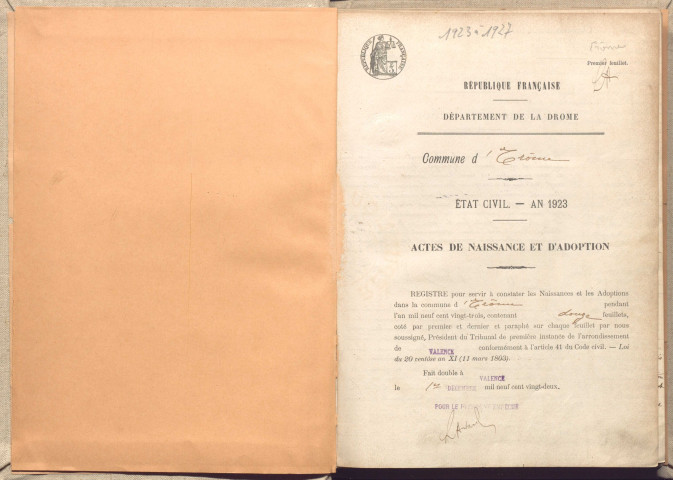 1923 à 1927
RÉPUBLIQUE FRANÇAISE
Premier feuillet.
RÉPUBLIQUE FRANÇAISE
DÉPARTEMENT DE LA DROME
Commune d'
ÉTAT CIVIL. — AN 1923
ACTES DE NAISSANCE ET D'ADOPTION
REGISTRE pour servir à constater les Naissances et les Adoptions
dans la commune d' pendant
l'an mil neuf cent vingt-trois, contenant douze feuillets,
coté par premier et dernier et paraphé sur chaque feuillet par nous
soussigné, Président du Tribunal de première instance de l'arrondissement
de VALENCE conformément à l'article 41 du Code civil. — Loi
du 20 ventôse an XI (11 mars 1803)
Fait double à VALENCE
le 1er DÉCEMBRE mil neuf cent vingt-deux.
POUR LE